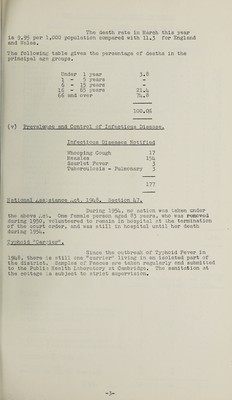 The death rate in March this year
is 9.95 per 1,000 population compared with 11.3 for England
and Wales.
The following table gives the percentage of deaths in the
principal age groups.
Under 1 year 3.8
1 - 5 years -
6 - 15 years -
16 - 65 years 21.4
66 and over 74.8
100.0%
(v) Prevalence and Control of Infectious Disease.
Infectious Diseases Notified
Whooping Cough 17
Measles 154
Scarlet Fever 3
Tuberculosis - Pulmonary 3
177
National Assistance Act, 1948, Section 47.
During 1954, no action was taken under
the above Act. One female person aged 83 years, who was removed
during 1950, volunteered to remain in hospital at the termination
of the court order, and was still in hospital until her death
during 1954.
Typhoid "Carrier".
Since the outbreak of Typhoid Fever in
1948, there is still one "carrier" living in an isolated part of
the district. Samples of Faeces are taken regularly and submitted
to the Public Health Laboratory at Cambridge. The sanitation at
the cottage is subject to strict supervision.
-3-